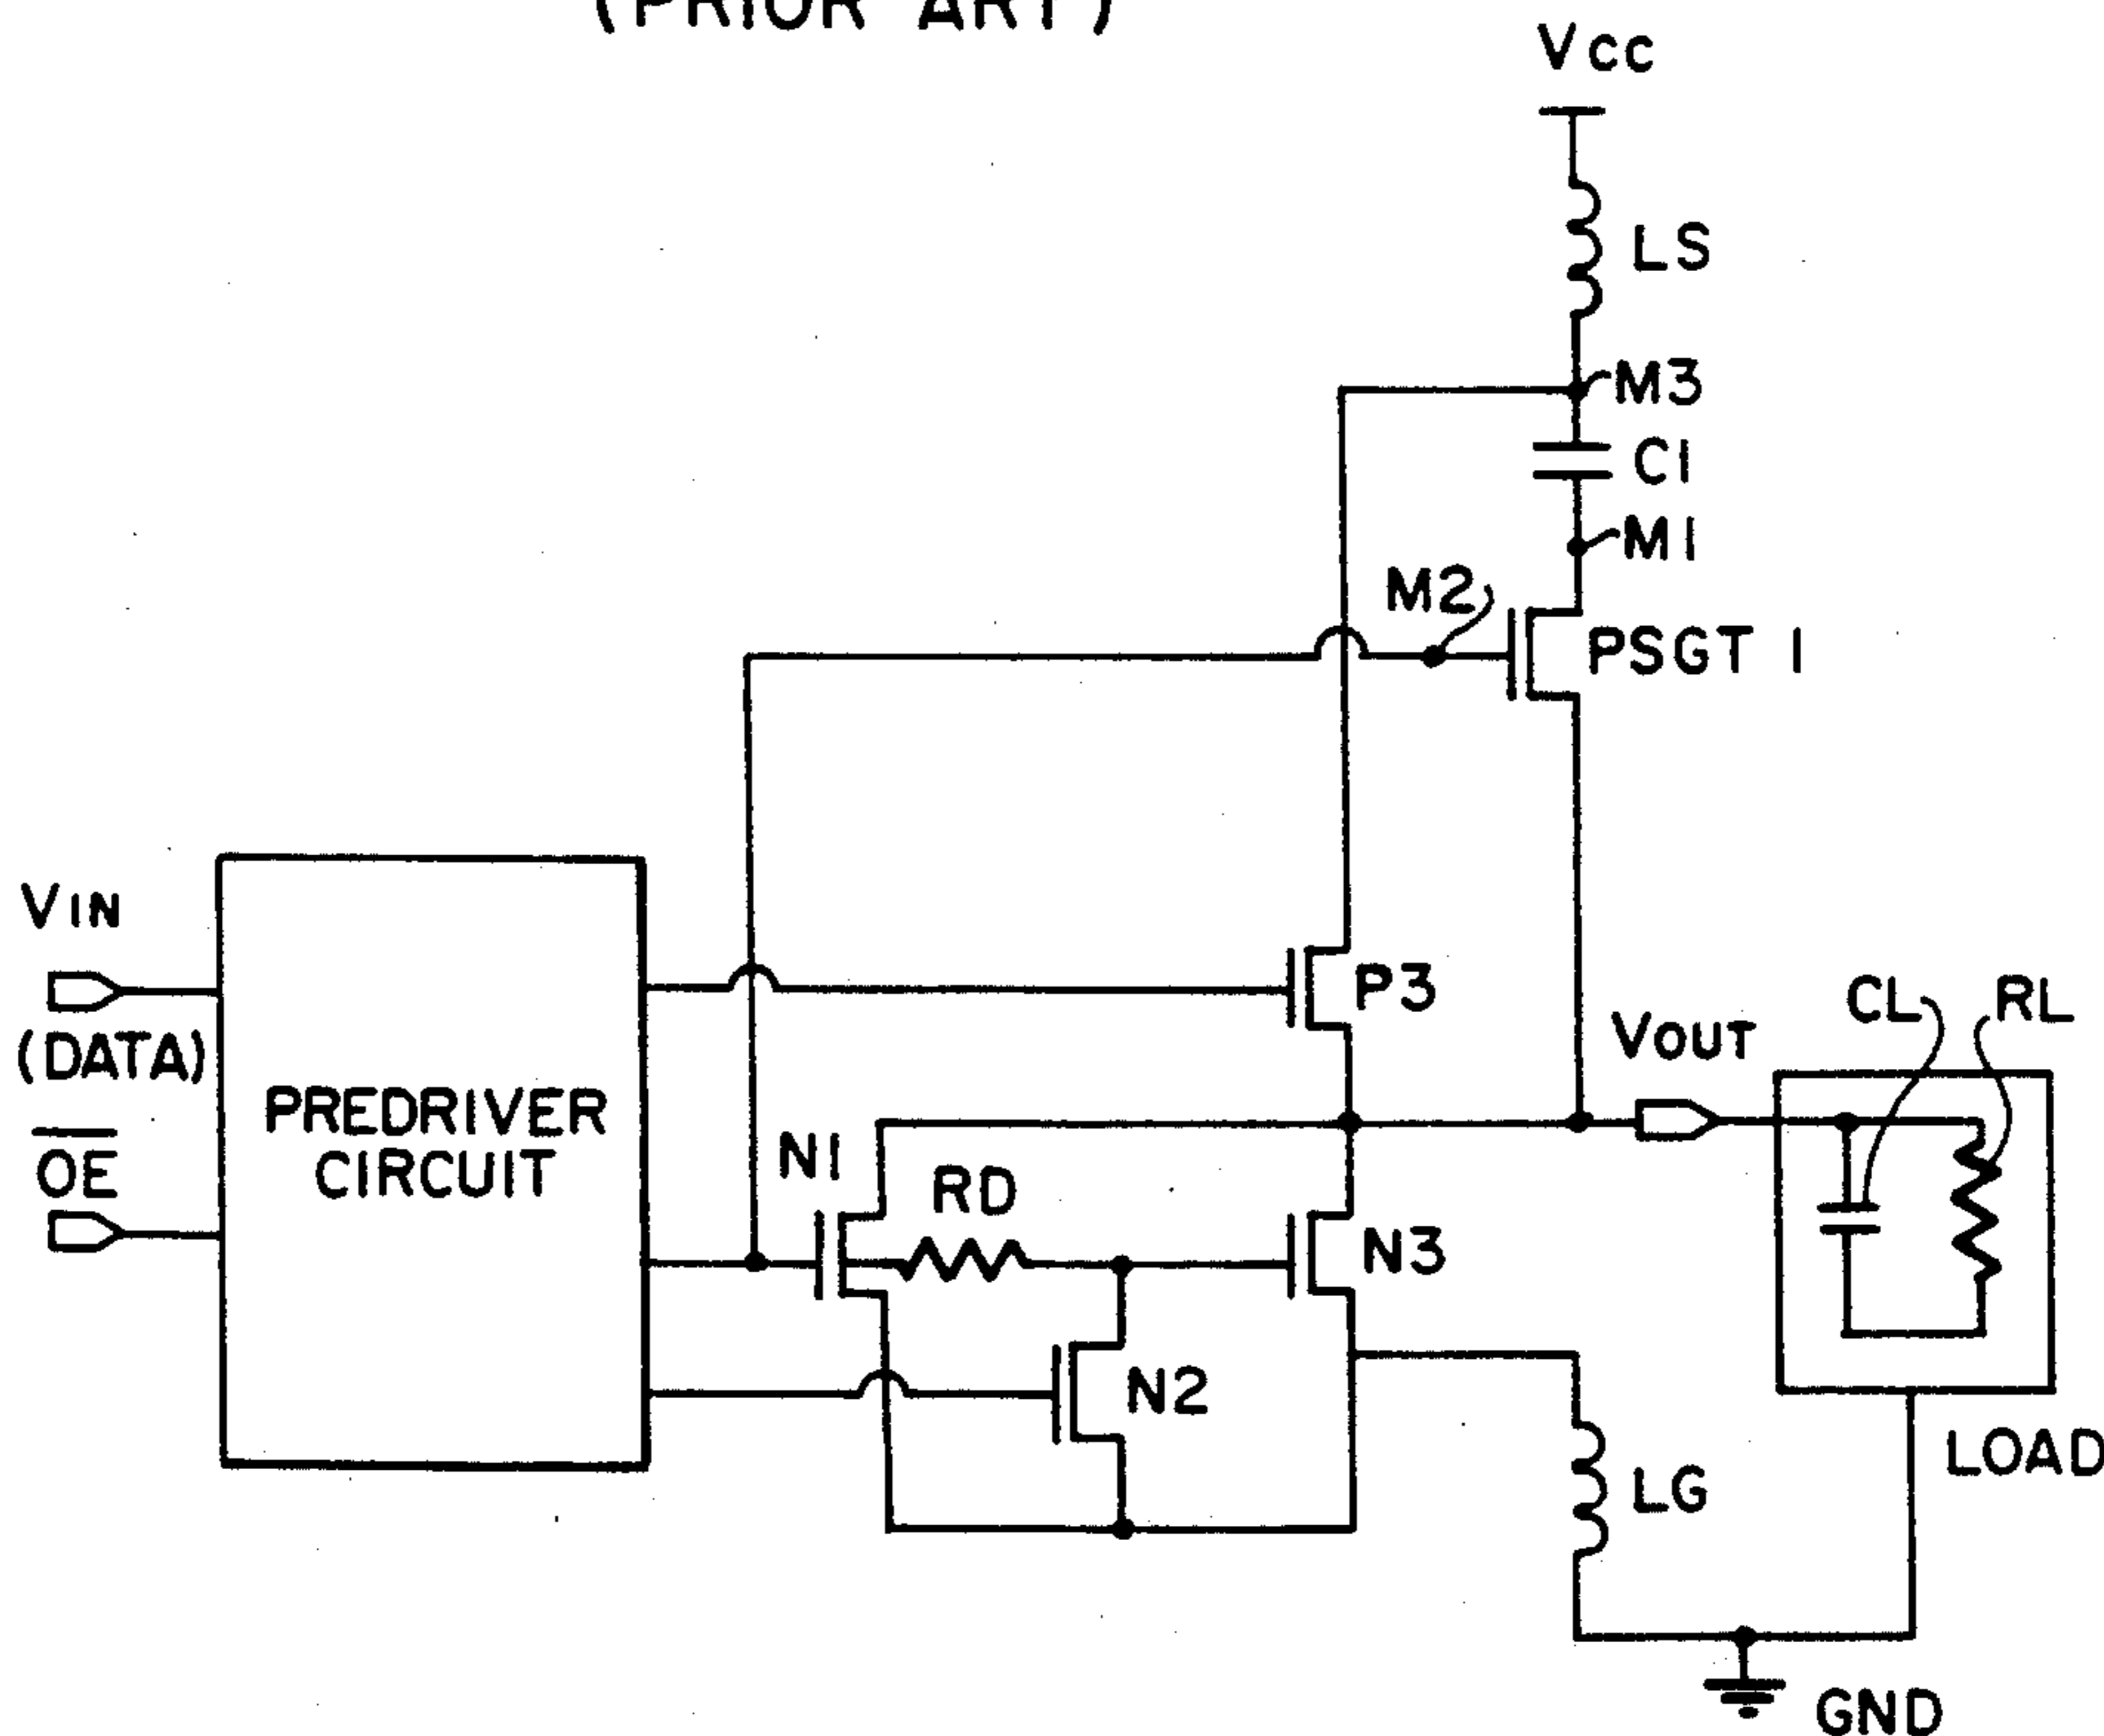 (PRIOR ART)
Vcc
LS
M3
C1
M1
M2
PSGT 1
VIN
(DATA)
OE
PREDRIVER
CIRCUIT
P3
VOUT
CL
RL
N1
RD
N3
N2
LOAD
LG
GND